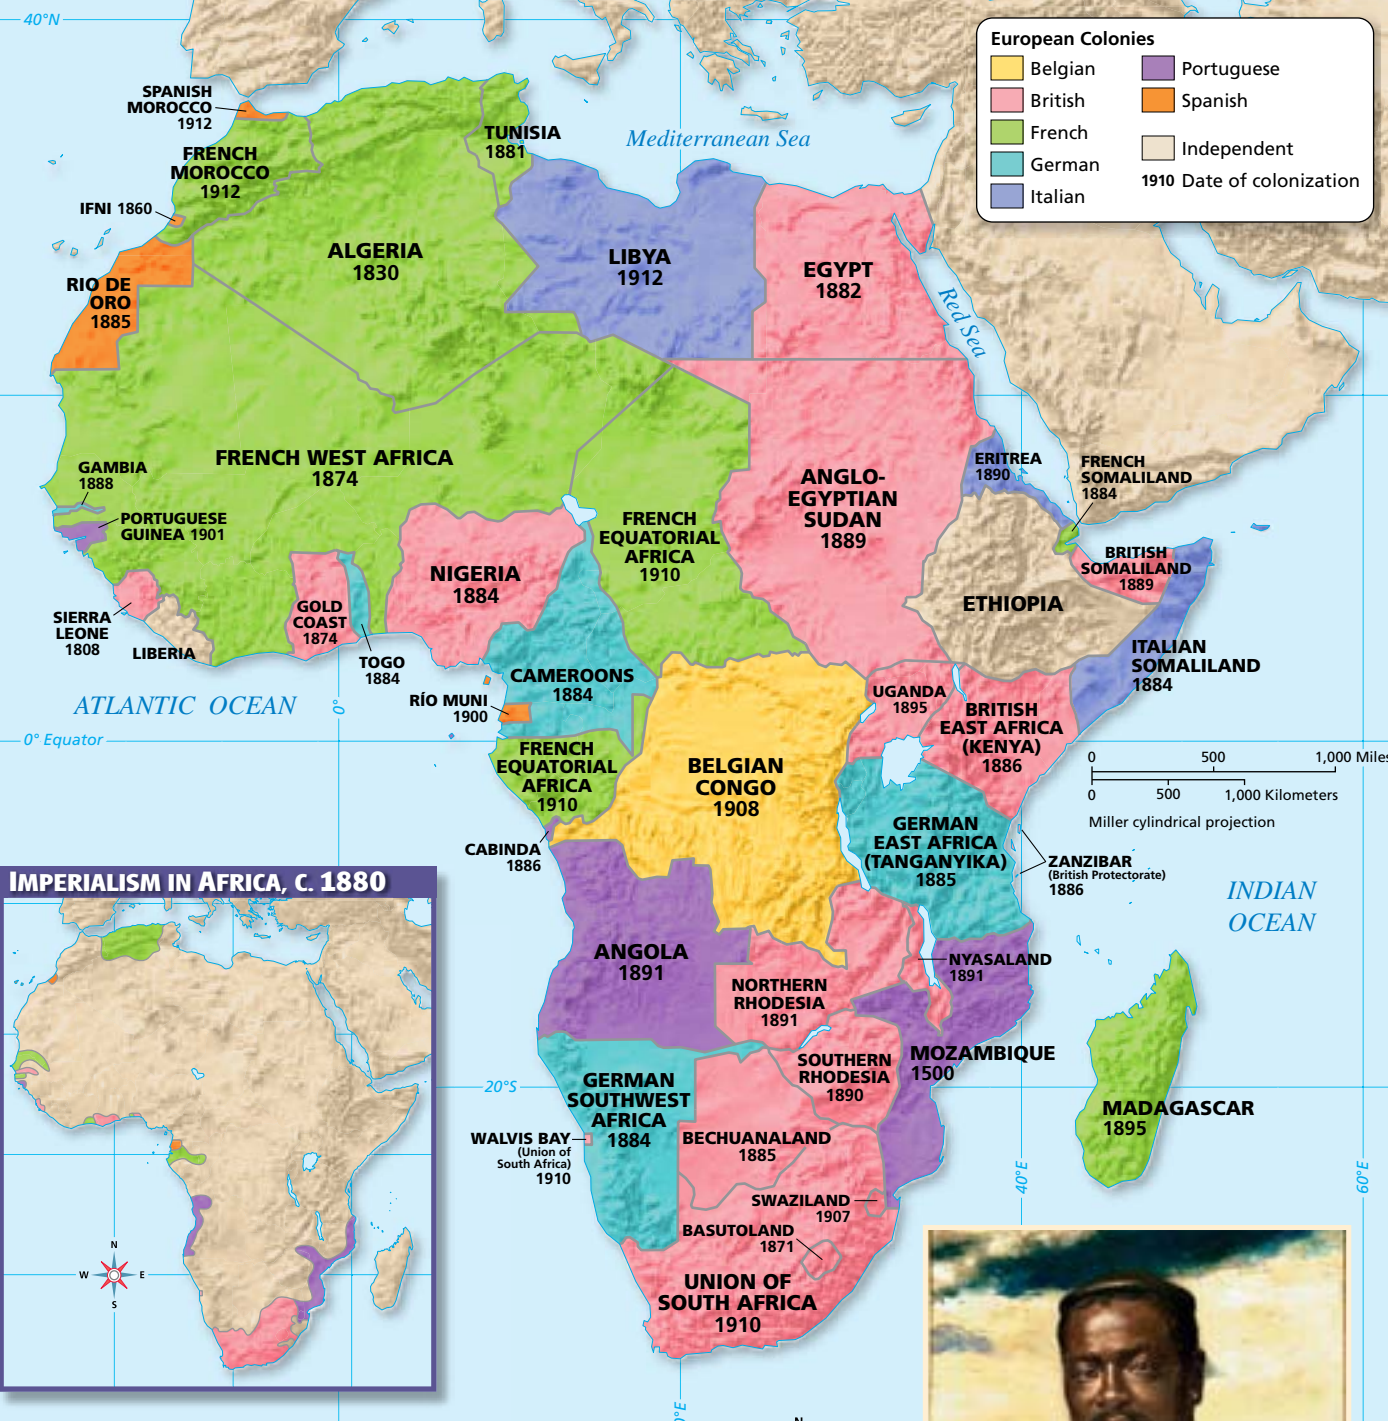 40°N
European Colonies
Belgian
British
French
German
Italian
Portuguese
Spanish
Independent
1910 Date of colonization
SPANISH
MOROCCO
1912
FRENCH
MOROCCO
1912
TUNISIA
1881
Mediterranean Sea
IFNI 1860
ALGERIA
1830
LIBYA
1912
EGYPT
1882
Red Sea
RIO DE
ORO
1885
FRENCH WEST AFRICA
1874
GAMBIA
1888
PORTUGUESE
GUINEA 1901
ANGLO-
EGYPTIAN
SUDAN
1889
ERITREA
1890
FRENCH
SOMALILAND
1884
FRENCH
EQUATORIAL
AFRICA
1910
BRITISH
SOMALILAND
1889
NIGERIA
1884
GOLD
COAST
1874
SIERRA
LEONE
1808
LIBERIA
TOGO
1884
ETHIOPIA
ITALIAN
SOMALILAND
1884
CAMEROONS
1884
RÍO MUNI
1900
ATLANTIC OCEAN
0°
0° Equator
UGANDA
1895
BRITISH
EAST AFRICA
(KENYA)
1886
FRENCH
EQUATORIAL
AFRICA
1910
BELGIAN
CONGO
1908
0 500 1,000 Miles
0 500 1,000 Kilometers
Miller cylindrical projection
CABINDA
1886
GERMAN
EAST AFRICA
(TANGANYIKA)
1885
ZANZIBAR
(British Protectorate)
1886
INDIAN
OCEAN
ANGOLA
1891
NORTHERN
RHODESIA
1891
NYASALAND
1891
MOZAMBIQUE
1500
SOUTHERN
RHODESIA
1890
20°S
GERMAN
SOUTHWEST
AFRICA
1884
WALVIS BAY
(Union of
South Africa)
1910
BECHUANALAND
1885
MADAGASCAR
1895
40°E
60°E
SWAZILAND
1907
BASUTOLAND
1871
UNION OF
SOUTH AFRICA
1910
IMPERIALISM IN AFRICA, C. 1880
N
W E
S
°E
N